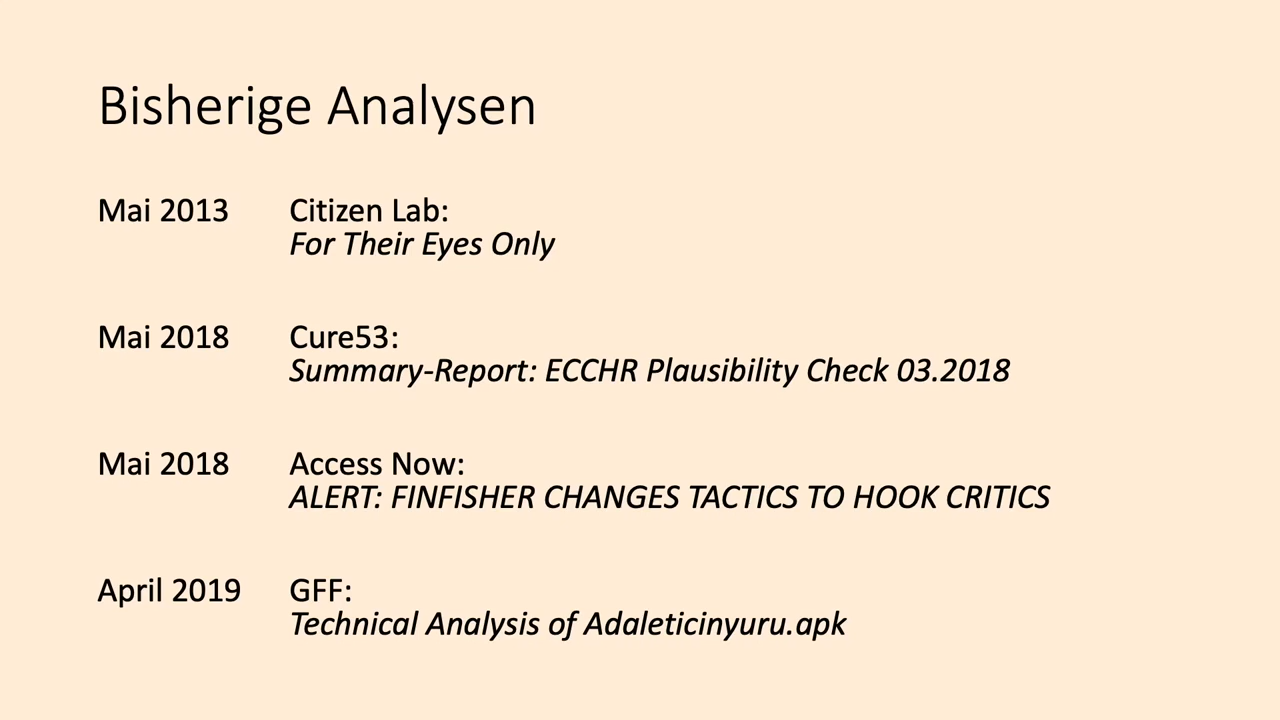 Bisherige Analysen
Mai 2013 Citizen Lab:
For Their Eyes Only
Mai 2018 Cure53:
Summary-Report: ECCHR Plausibility Check 03.2018
Mai 2018 Access Now:
ALERT: FINFISHER CHANGES TACTICS TO HOOK CRITICS
April 2019 GFF:
Technical Analysis of Adaleticinyuru.apk